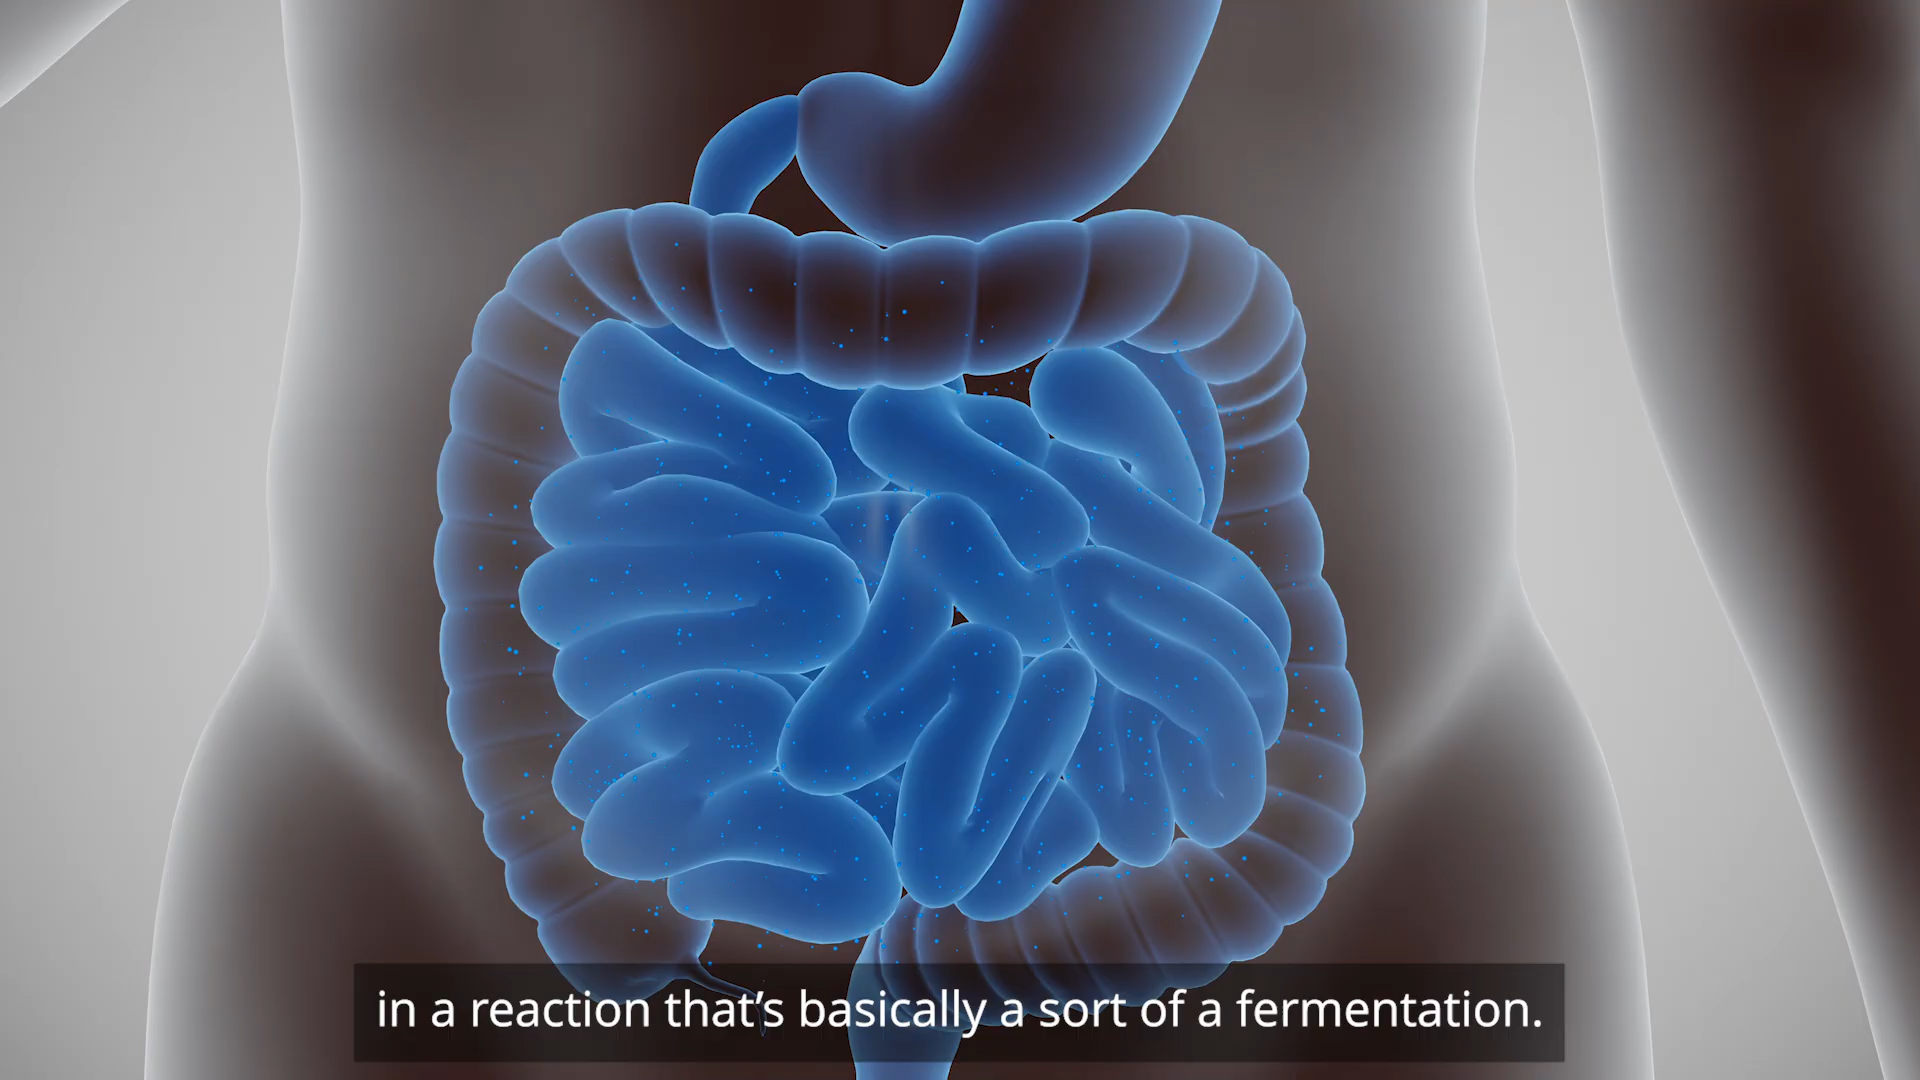 in a reaction that’s basically a sort of a fermentation.